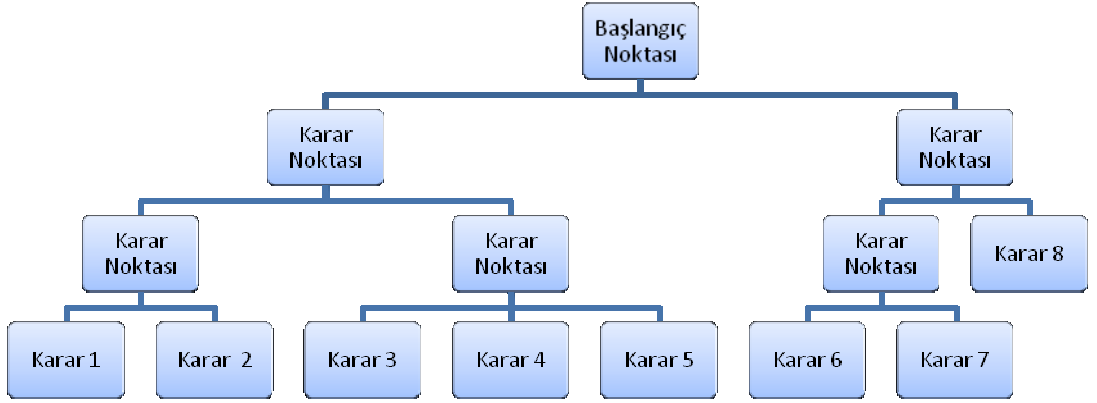 Başlangıç
Noktası
Karar
Noktası
Karar
Noktası
Karar
Noktası
Karar
Noktası
Karar
Noktası
Karar 8
Karar 1
Karar 2
Karar 3
Karar 4
Karar 5
Karar 6
Karar 7